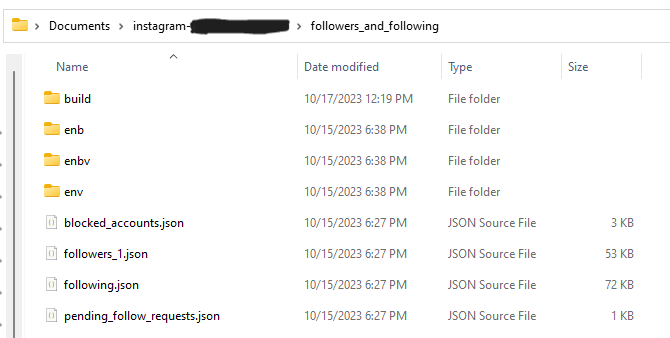 Documents instagram- followers_and_following
Name Date modified Type Size
build 10/17/2023 12:19 PM File folder
enb 10/15/2023 6:38 PM File folder
enbv 10/15/2023 6:38 PM File folder
env 10/15/2023 6:38 PM File folder
blocked_accounts.json 10/15/2023 6:27 PM JSON Source File 3 KB
followers_1.json 10/15/2023 6:27 PM JSON Source File 53 KB
following.json 10/15/2023 6:27 PM JSON Source File 72 KB
pending_follow_requests.json 10/15/2023 6:27 PM JSON Source File 1 KB